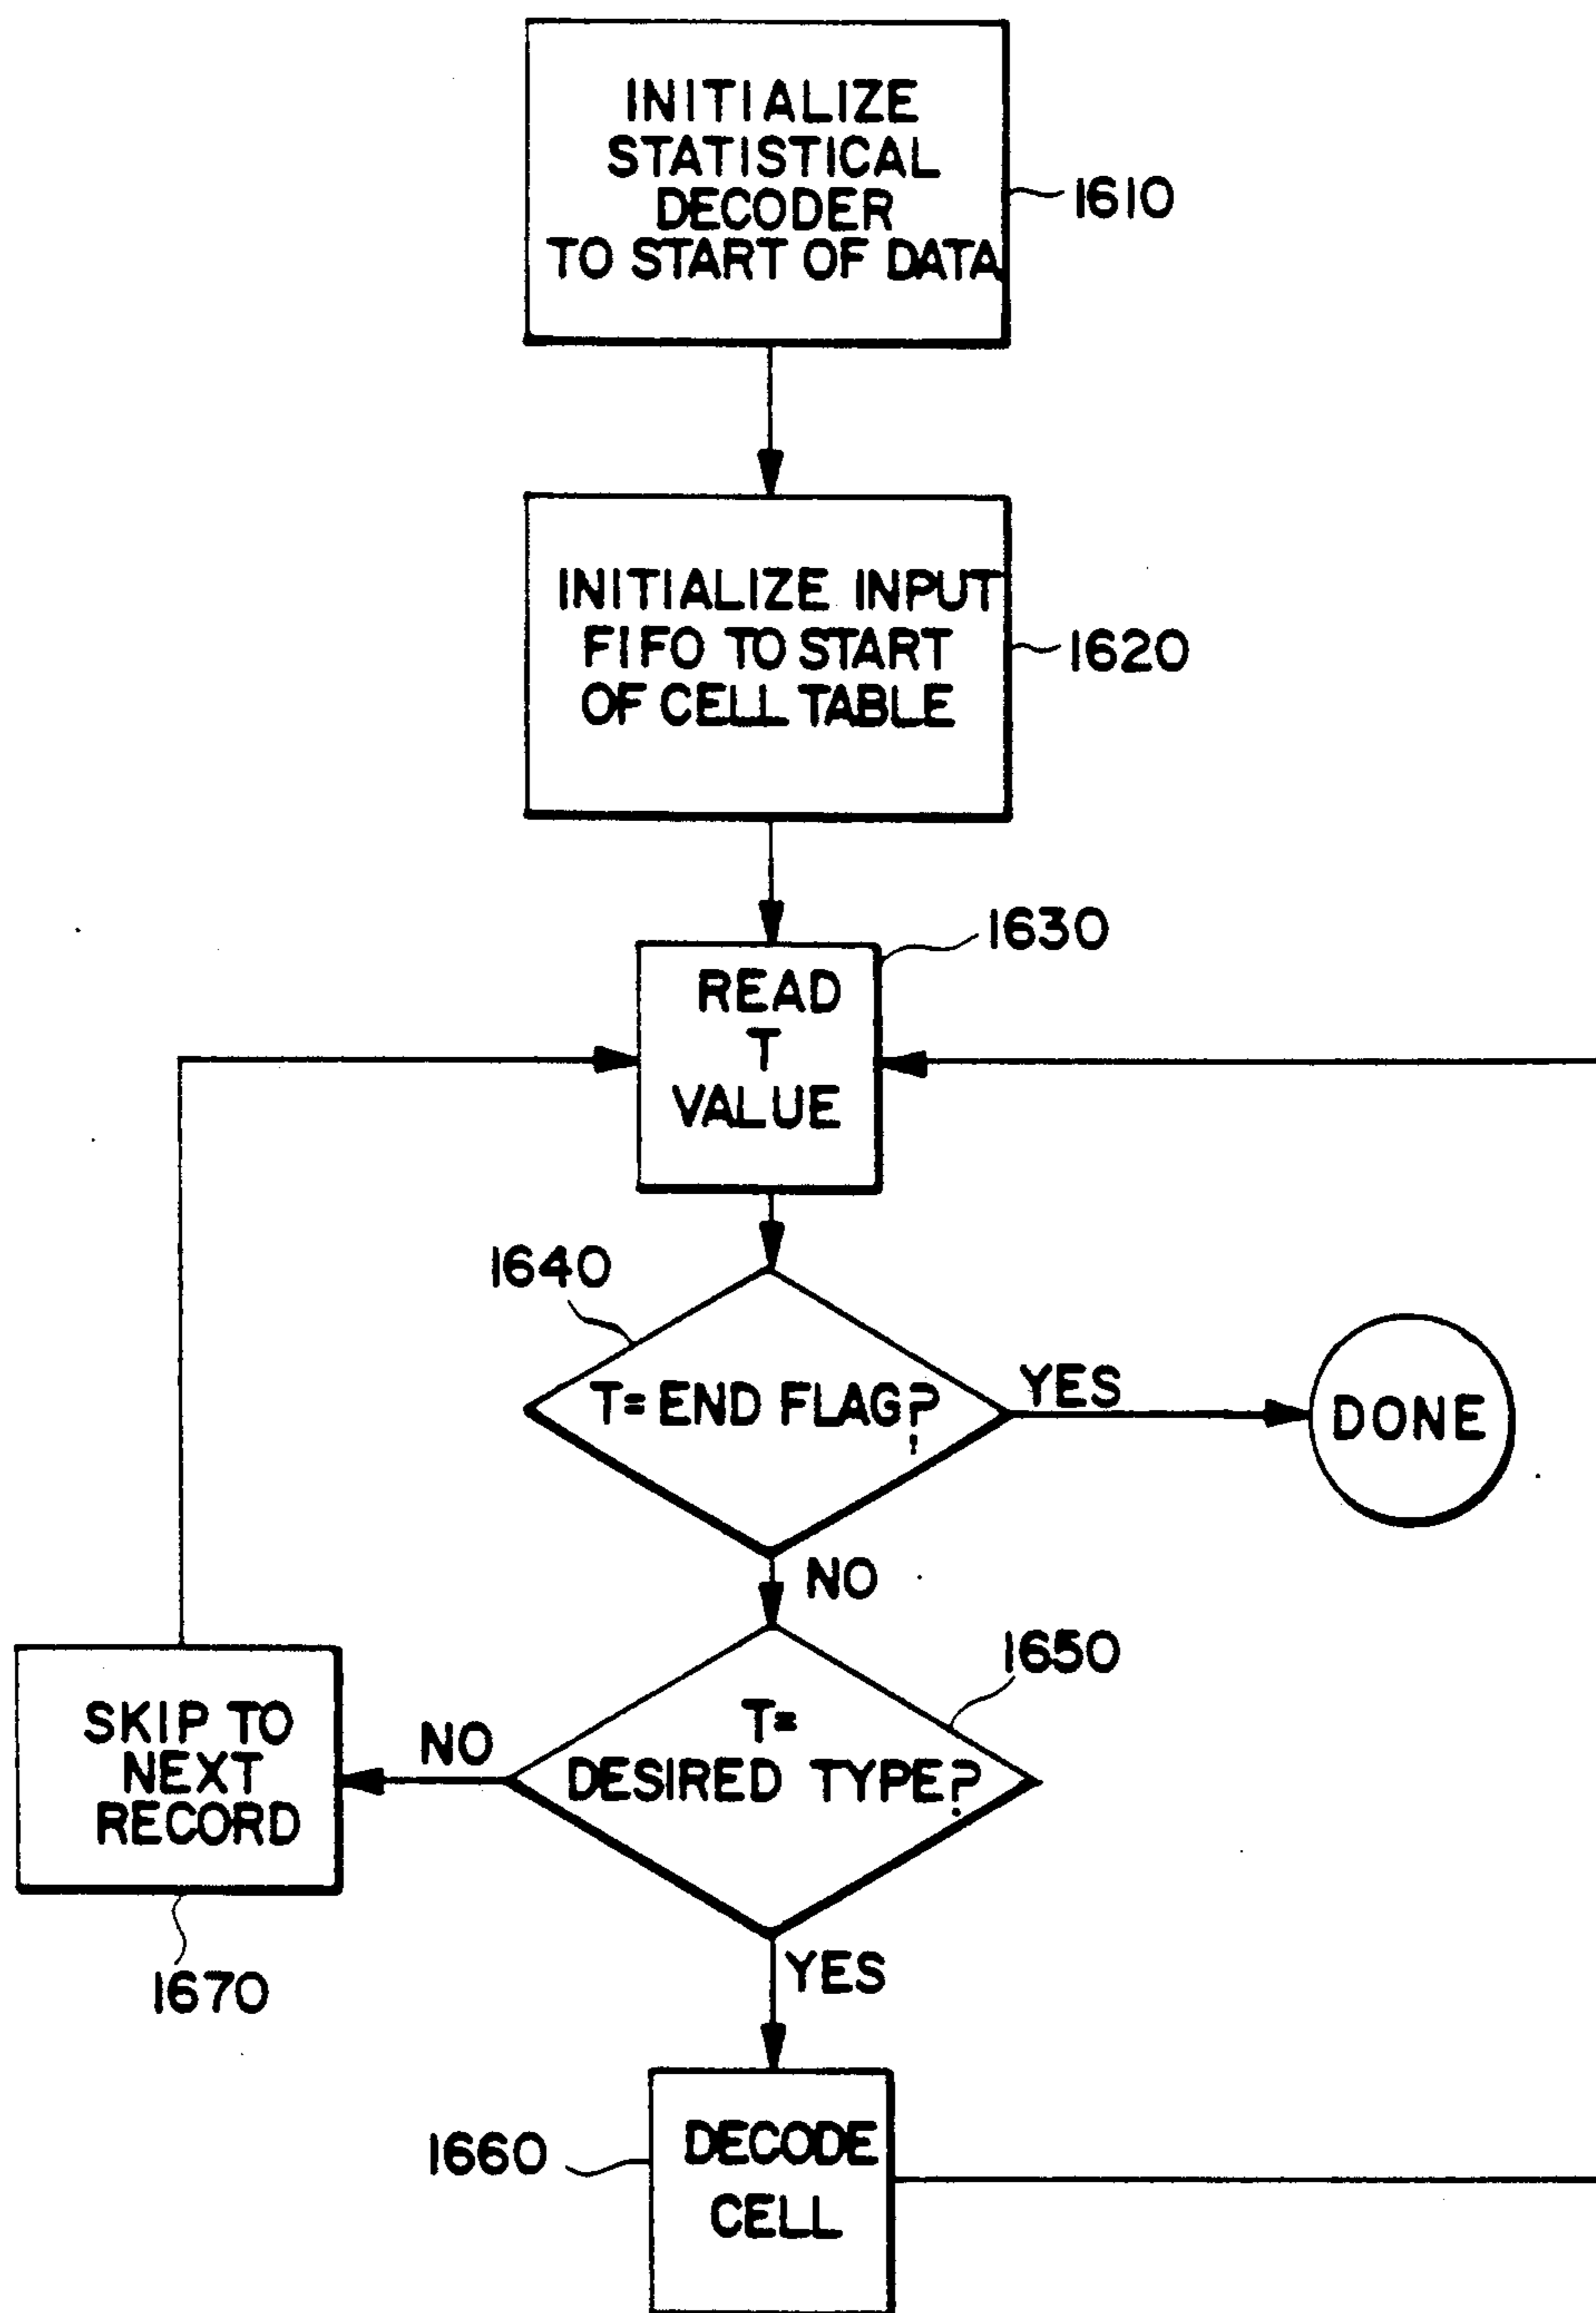 INITIALIZE
STATISTICAL
DECODER
TO START OF DATA
1610
INITIALIZE INPUT
FIFO TO START
OF CELL TABLE
1620
1630
READ
T
VALUE
1640
T= END FLAG?
YES
DONE
NO
1650
T=
DESIRED TYPE?
NO
SKIP TO
NEXT
RECORD
1670
YES
1660
DECODE
CELL